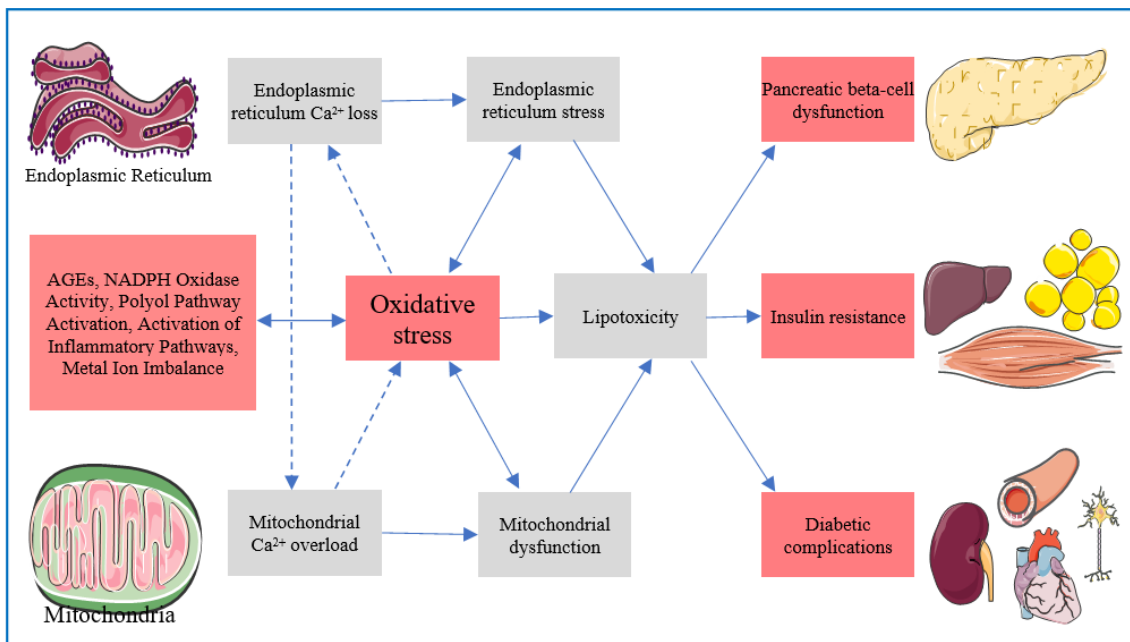 Endoplasmic Reticulum
Endoplasmic
reticulum Ca²⁺ loss
Endoplasmic
reticulum stress
Pancreatic beta-cell
dysfunction
AGEs, NADPH Oxidase
Activity, Polyol Pathway
Activation, Activation of
Inflammatory Pathways,
Metal Ion Imbalance
Oxidative
stress
Lipotoxicity
Insulin resistance
Mitochondria
Mitochondrial
Ca²⁺ overload
Mitochondrial
dysfunction
Diabetic
complications